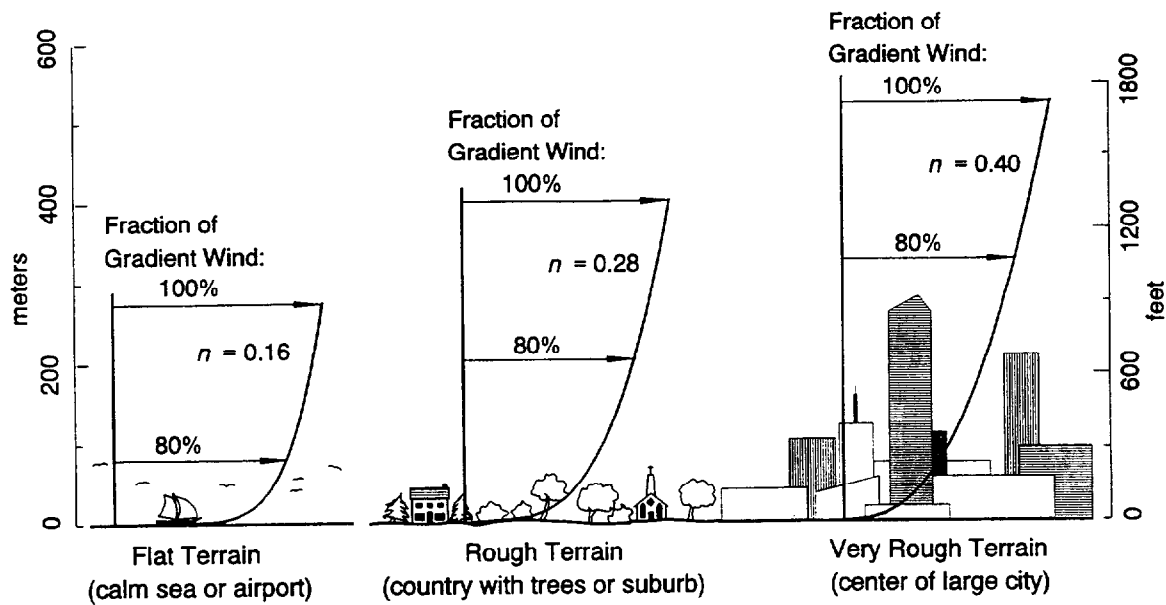 600
400
200
0
meters
Fraction of
Gradient Wind:
100%
n = 0.16
80%
Flat Terrain
(calm sea or airport)
Fraction of
Gradient Wind:
100%
n = 0.28
80%
Rough Terrain
(country with trees or suburb)
Fraction of
Gradient Wind:
100%
n = 0.40
80%
Very Rough Terrain
(center of large city)
1800
1200
600
0
feet